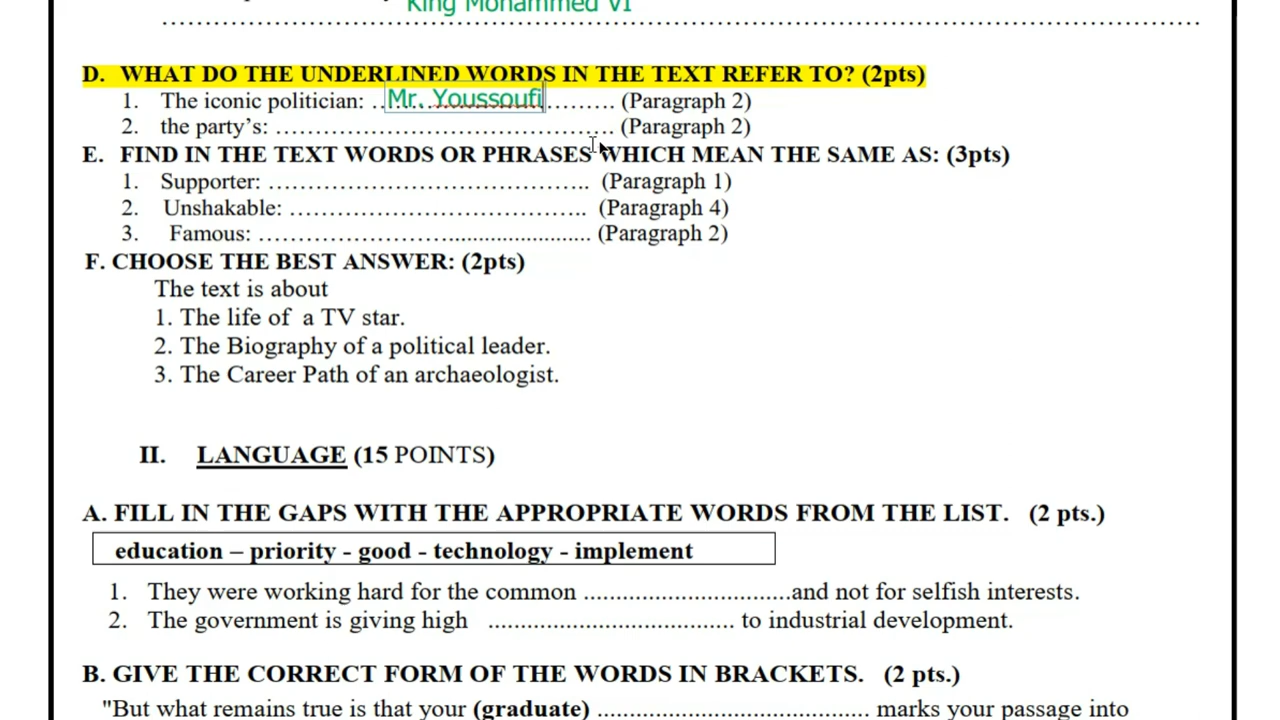 King Mohammed VI
…………………………………………………………………………………………………………………
D. WHAT DO THE UNDERLINED WORDS IN THE TEXT REFER TO? (2pts)
1. The iconic politician: ..Mr. Youssoufi……… (Paragraph 2)
2. the party’s: …………………………………… (Paragraph 2)
E. FIND IN THE TEXT WORDS OR PHRASES WHICH MEAN THE SAME AS: (3pts)
1. Supporter: ………………………………….. (Paragraph 1)
2. Unshakable: ……………………………….. (Paragraph 4)
3. Famous: ……………………......................... (Paragraph 2)
F. CHOOSE THE BEST ANSWER: (2pts)
The text is about
1. The life of a TV star.
2. The Biography of a political leader.
3. The Career Path of an archaeologist.
II. LANGUAGE (15 POINTS)
A. FILL IN THE GAPS WITH THE APPROPRIATE WORDS FROM THE LIST. (2 pts.)
education – priority - good - technology - implement
1. They were working hard for the common ................................and not for selfish interests.
2. The government is giving high ...................................... to industrial development.
B. GIVE THE CORRECT FORM OF THE WORDS IN BRACKETS. (2 pts.)
"But what remains true is that your (graduate) .......................................... marks your passage into